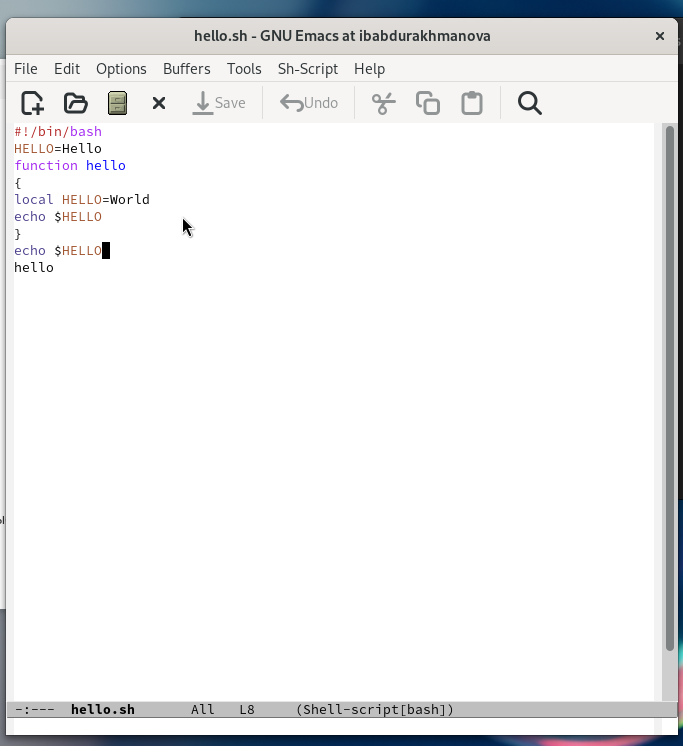 hello.sh - GNU Emacs at ibabdurakhmanova
File Edit Options Buffers Tools Sh-Script Help
Save Undo
#!/bin/bash
HELLO=Hello
function hello
{
local HELLO=World
echo $HELLO
}
echo $HELLO
hello
-:--- hello.sh All L8 (Shell-script[bash])